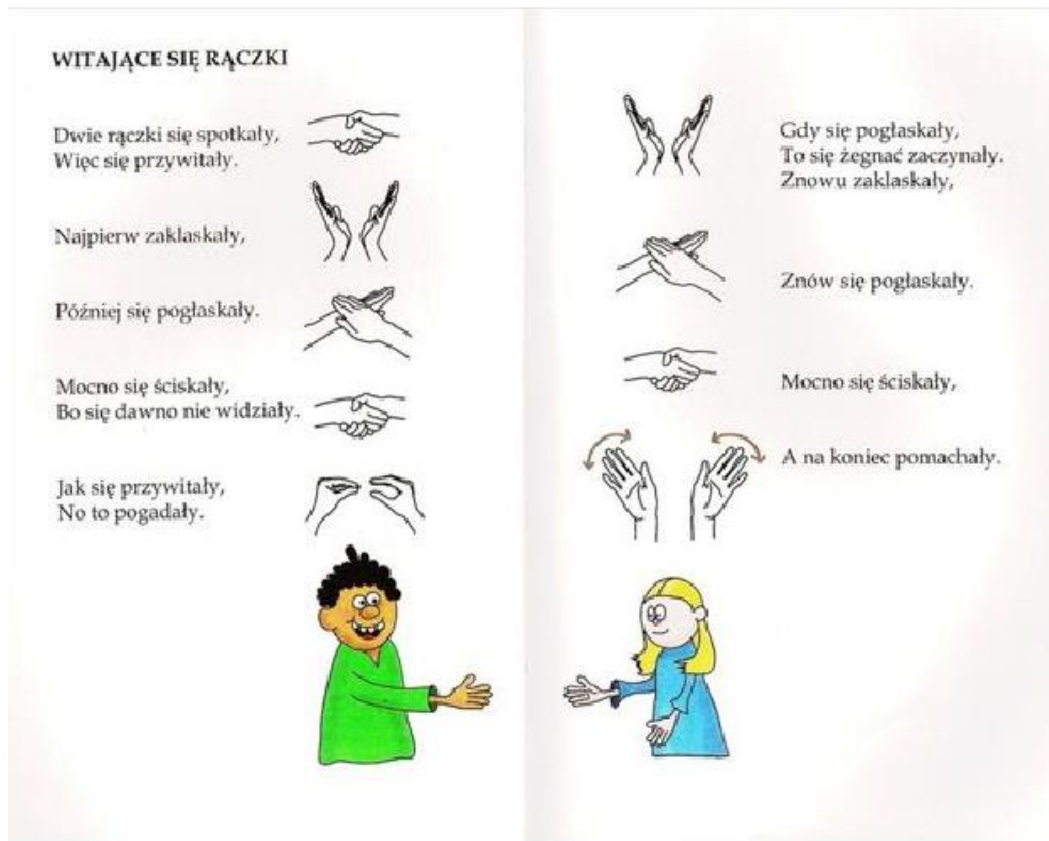 WITAJĄCE SIĘ RĄCZKI
Dwie rączki się spotkały,
Więc się przywitały.
Najpierw zaklaskały,
Później się pogłaskały.
Mocno się ściskały,
Bo się dawno nie widziały.
Jak się przywitały,
No to pogadały.
Gdy się pogłaskały,
To się żegnać zaczynały.
Znowu zaklaskały,
Znów się pogłaskały.
Mocno się ściskały,
A na koniec pomachały.